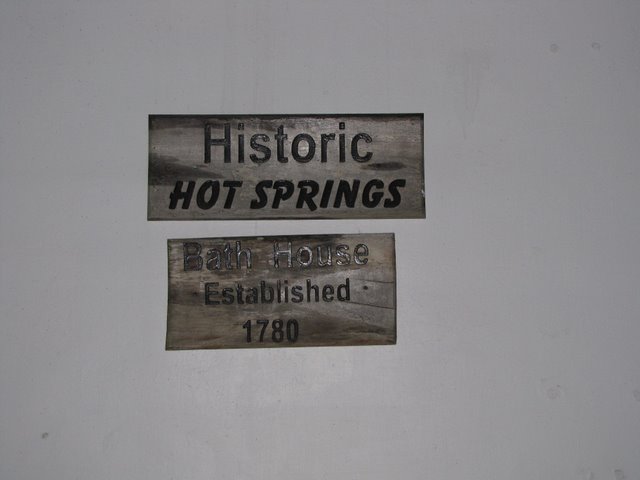 Historic
HOT SPRINGS
Bath House
Established
1780